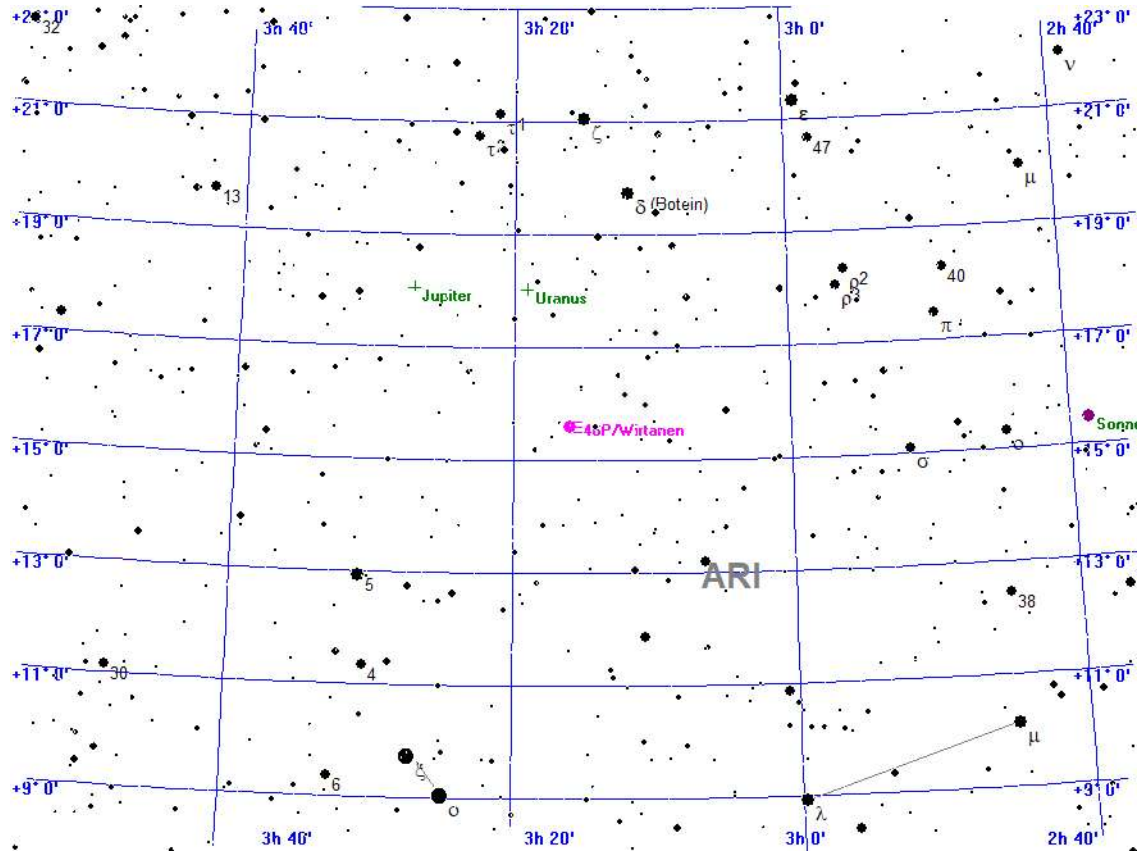 +23° 0' 32 3h 40' 3h 20' 3h 0' +23° 0'
2h 40'
ν
+21° 0' τ1 ζ ε +21° 0'
τ2 47 μ
13 δ (Botein)
+19° 0' +19° 0'
ρ2 40
Jupiter Uranus ρ3 π
+17° 0' +17° 0'
46P/Wirtanen Sonne
+15° 0' σ ο +15° 0'
+13° 0' 5 ARI +13° 0'
38
+11° 0' 30 4 +11° 0'
μ
ξ
+9° 0' 6 ο λ +9° 0'
3h 40' 3h 20' 3h 0' 2h 40'